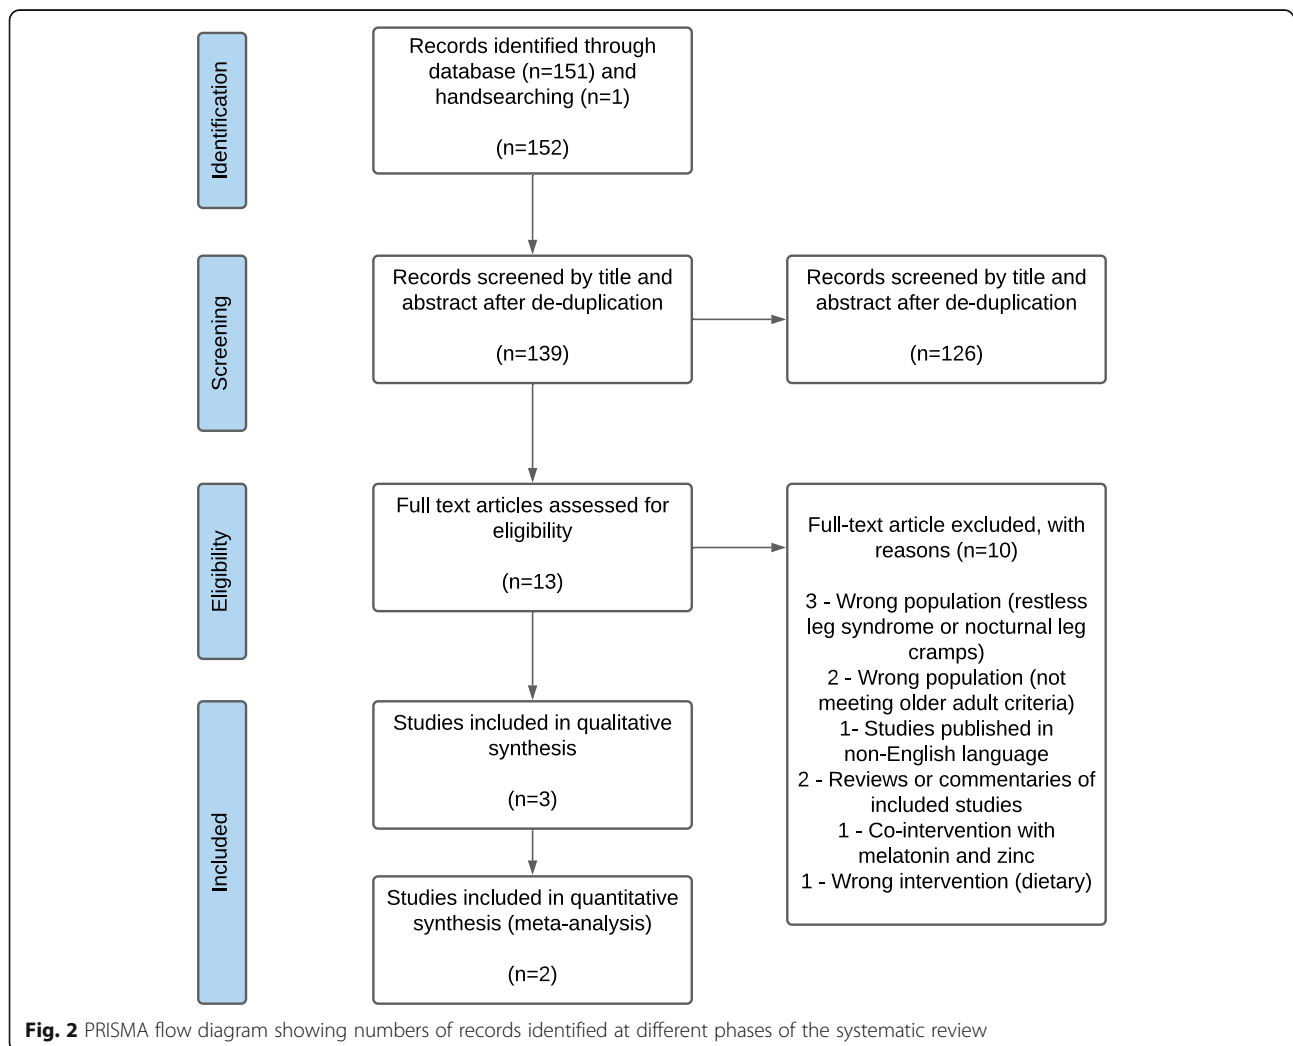 Identification
Records identified through
database (n=151) and
handsearching (n=1)
(n=152)
Screening
Records screened by title and
abstract after de-duplication
(n=139)
Records screened by title and
abstract after de-duplication
(n=126)
Eligibility
Full text articles assessed for
eligibility
(n=13)
Full-text article excluded, with
reasons (n=10)
3 - Wrong population (restless
leg syndrome or nocturnal leg
cramps)
2 - Wrong population (not
meeting older adult criteria)
1- Studies published in
non-English language
2 - Reviews or commentaries of
included studies
1 - Co-intervention with
melatonin and zinc
1 - Wrong intervention (dietary)
Included
Studies included in qualitative
synthesis
(n=3)
Studies included in quantitative
synthesis (meta-analysis)
(n=2)
Fig. 2 PRISMA flow diagram showing numbers of records identified at different phases of the systematic review